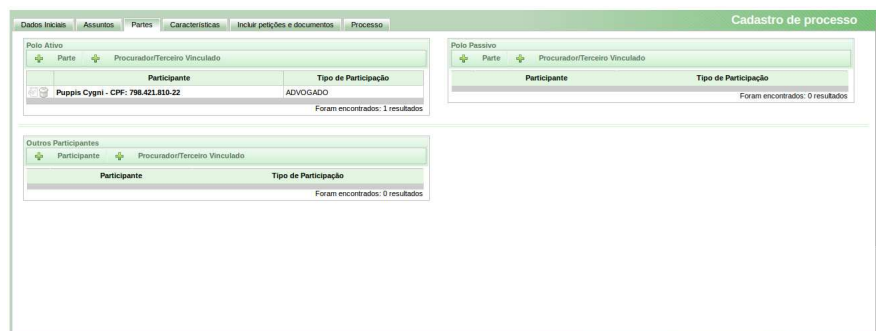 Cadastro de processo
Dados Iniciais Assuntos Partes Características Incluir petições e documentos Processo
Polo Ativo
Parte Procurador/Terceiro Vinculado
Participante Tipo de Participação
Puppis Cygni - CPF: 798.421.810-22 ADVOGADO
Foram encontrados: 1 resultados
Polo Passivo
Parte Procurador/Terceiro Vinculado
Participante Tipo de Participação
Foram encontrados: 0 resultados
Outros Participantes
Participante Procurador/Terceiro Vinculado
Participante Tipo de Participação
Foram encontrados: 0 resultados